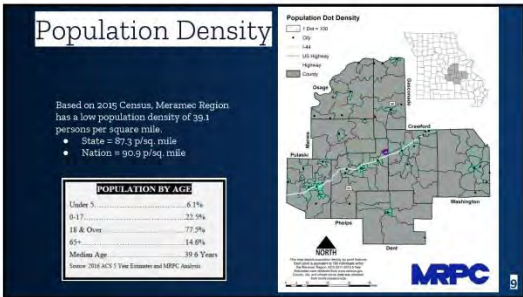 Population Density
Based on 2015 Census, Meramec Region
has a low population density of 39.1
persons per square mile.
● State = 87.3 p/sq. mile
● Nation = 90.9 p/sq. mile
POPULATION BY AGE
Under 5 6.1%
0-17 22.5%
18 & Over 77.5%
65+ 14.6%
Median Age 39.6 Years
Source: 2016 ACS 5 Year Estimates and MRPC Analysis
Population Dot Density
1 Dot = 100
City
I-44
US Highway
Highway
County
Osage
Gasconade
Maries
Crawford
Pulaski
Washington
Phelps
Dent
NORTH
MRPC
9